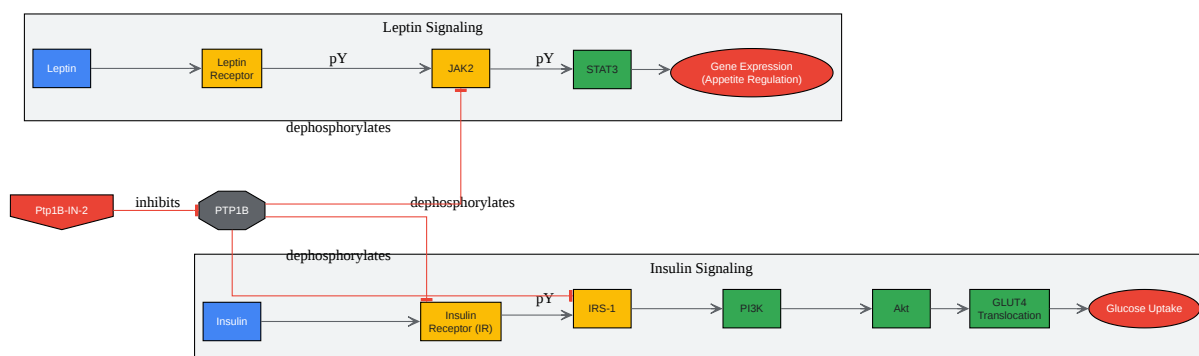 Leptin Signaling
Leptin
Leptin
Receptor
pY
JAK2
pY
STAT3
Gene Expression
(Appetite Regulation)
dephosphorylates
Ptp1B-IN-2
inhibits
PTP1B
dephosphorylates
dephosphorylates
Insulin Signaling
Insulin
Insulin
Receptor (IR)
pY
IRS-1
PI3K
Akt
GLUT4
Translocation
Glucose Uptake